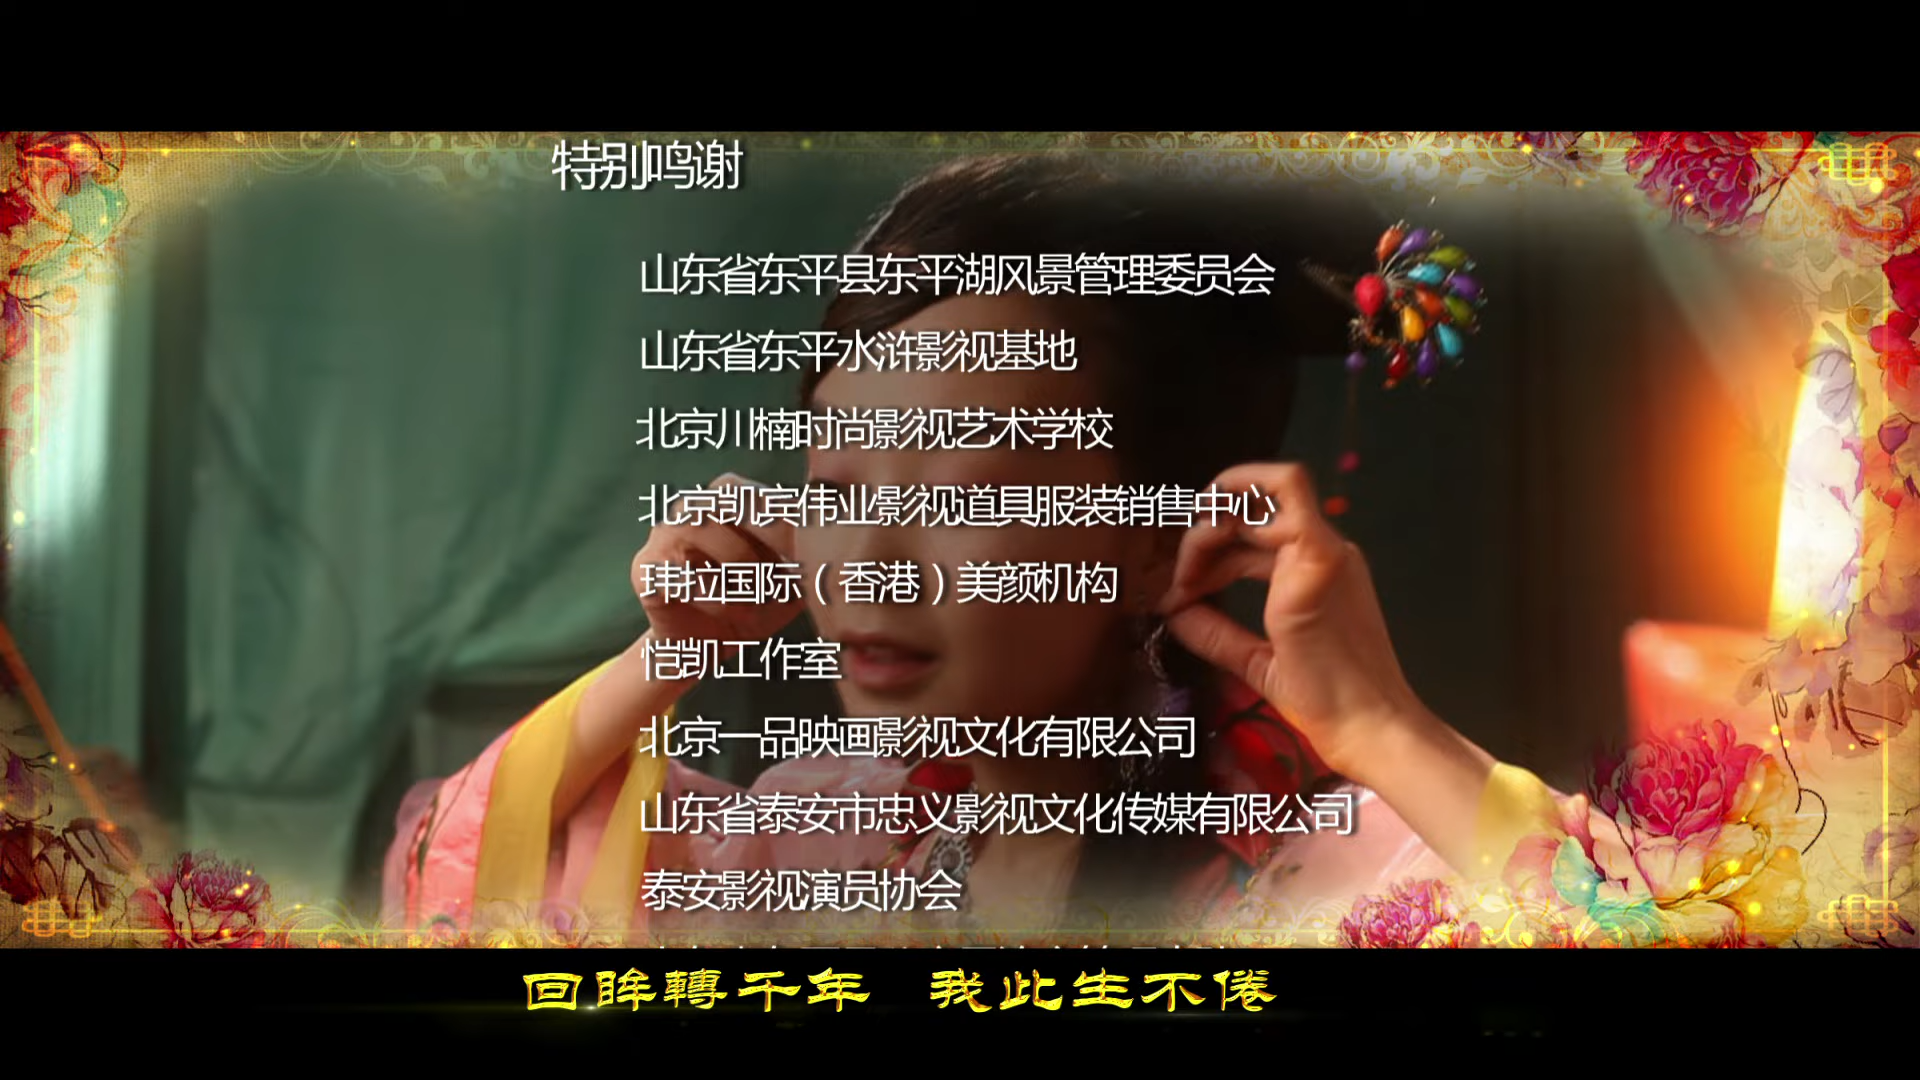 特别鸣谢
山东省东平县东平湖风景管理委员会
山东省东平水浒影视基地
北京川楠时尚影视艺术学校
北京凯宾伟业影视道具服装销售中心
玮拉国际（香港）美颜机构
恺凯工作室
北京一品映画影视文化有限公司
山东省泰安市忠义影视文化传媒有限公司
泰安影视演员协会
回眸轉千年 我此生不倦